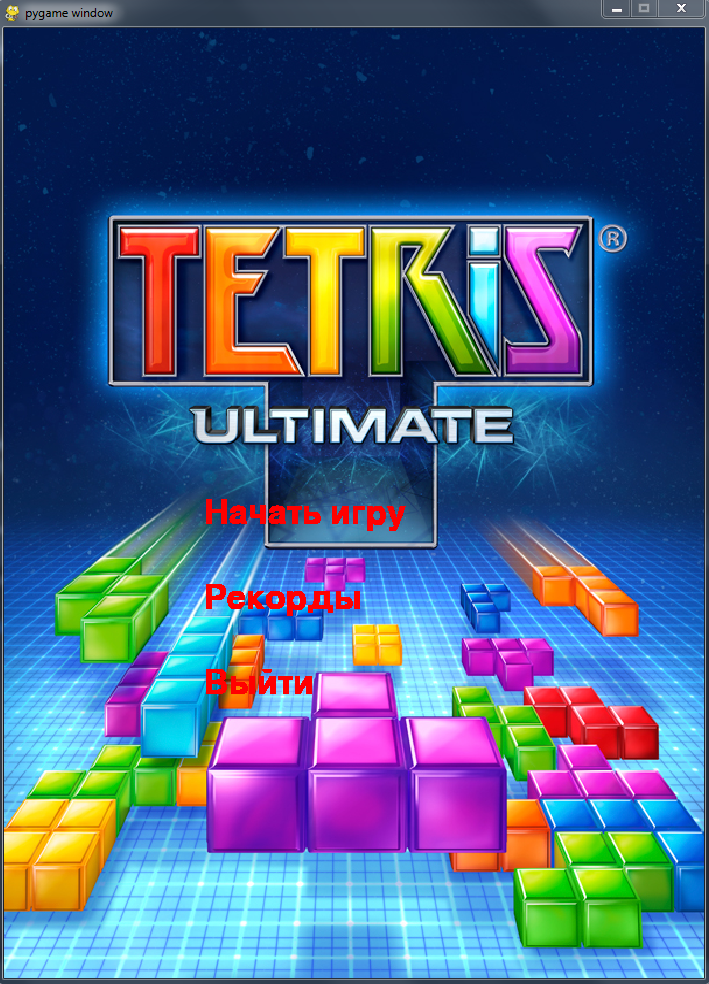 pygame window
TETRiS®
ULTIMATE
Начать игру
Рекорды
Выйти